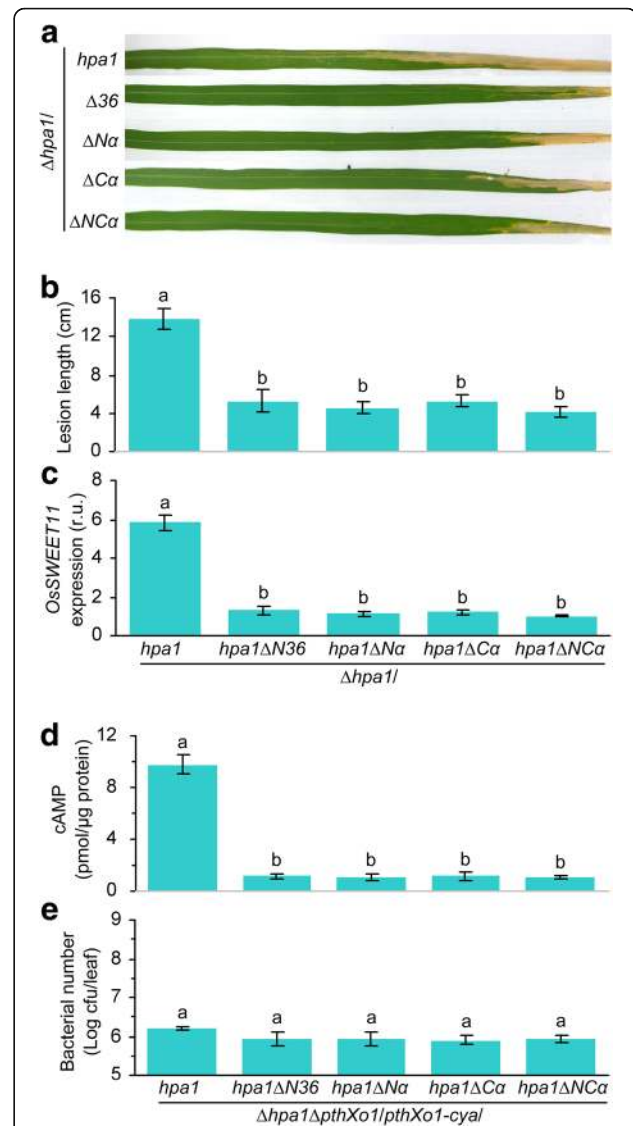 a
Δhpa1/
hpa1
Δ36
ΔNα
ΔCα
ΔNCα
b
Lesion length (cm)
16
12
8
4
0
a
b
b
b
b
c
OsSWEET11
expression (r.u.)
8
6
4
2
0
a
b
b
b
b
hpa1 hpa1ΔN36 hpa1ΔNα hpa1ΔCα hpa1ΔNCα
Δhpa1/
d
cAMP
(pmol/µg protein)
12
8
4
0
a
b
b
b
b
e
Bacterial number
(Log cfu/leaf)
9
8
7
6
5
a
a
a
a
a
hpa1 hpa1ΔN36 hpa1ΔNα hpa1ΔCα hpa1ΔNCα
Δhpa1ΔpthXo1/pthXo1-cya/